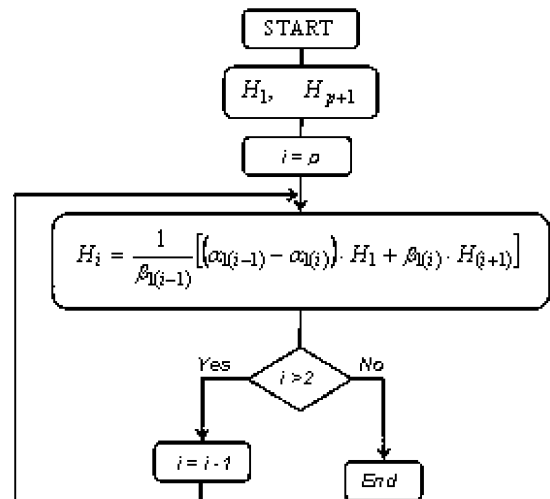 START
H₁, Hₚ₊₁
i = p
Hᵢ = 1/β₁₍ᵢ₋₁₎ [(α₁₍ᵢ₋₁₎ − α₁₍ᵢ₎) · H₁ + β₁₍ᵢ₎ · H₍ᵢ₊₁₎]
Yes
No
i >2
i = i - 1
End